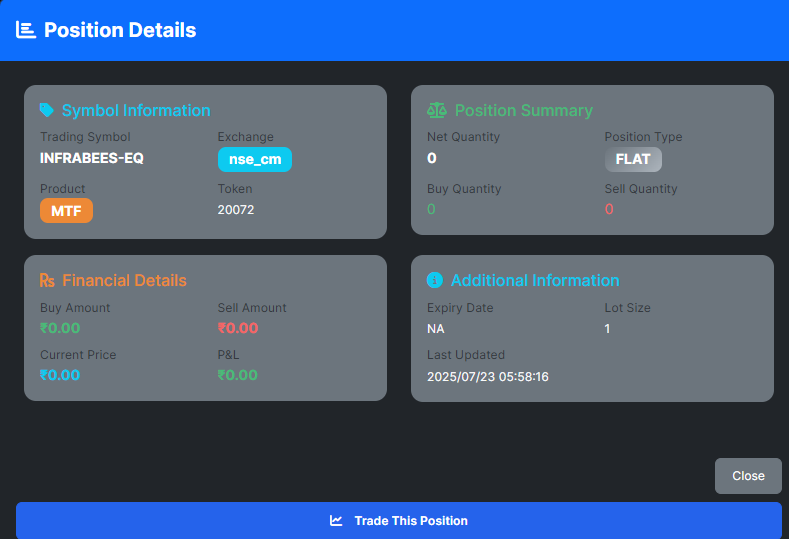 Position Details
Symbol Information
Trading Symbol
Exchange
INFRABEES-EQ
nse_cm
Product
Token
MTF
20072
Position Summary
Net Quantity
Position Type
0
FLAT
Buy Quantity
Sell Quantity
0
0
Financial Details
Buy Amount
Sell Amount
₹0.00
₹0.00
Current Price
P&L
₹0.00
₹0.00
Additional Information
Expiry Date
Lot Size
NA
1
Last Updated
2025/07/23 05:58:16
Close
Trade This Position